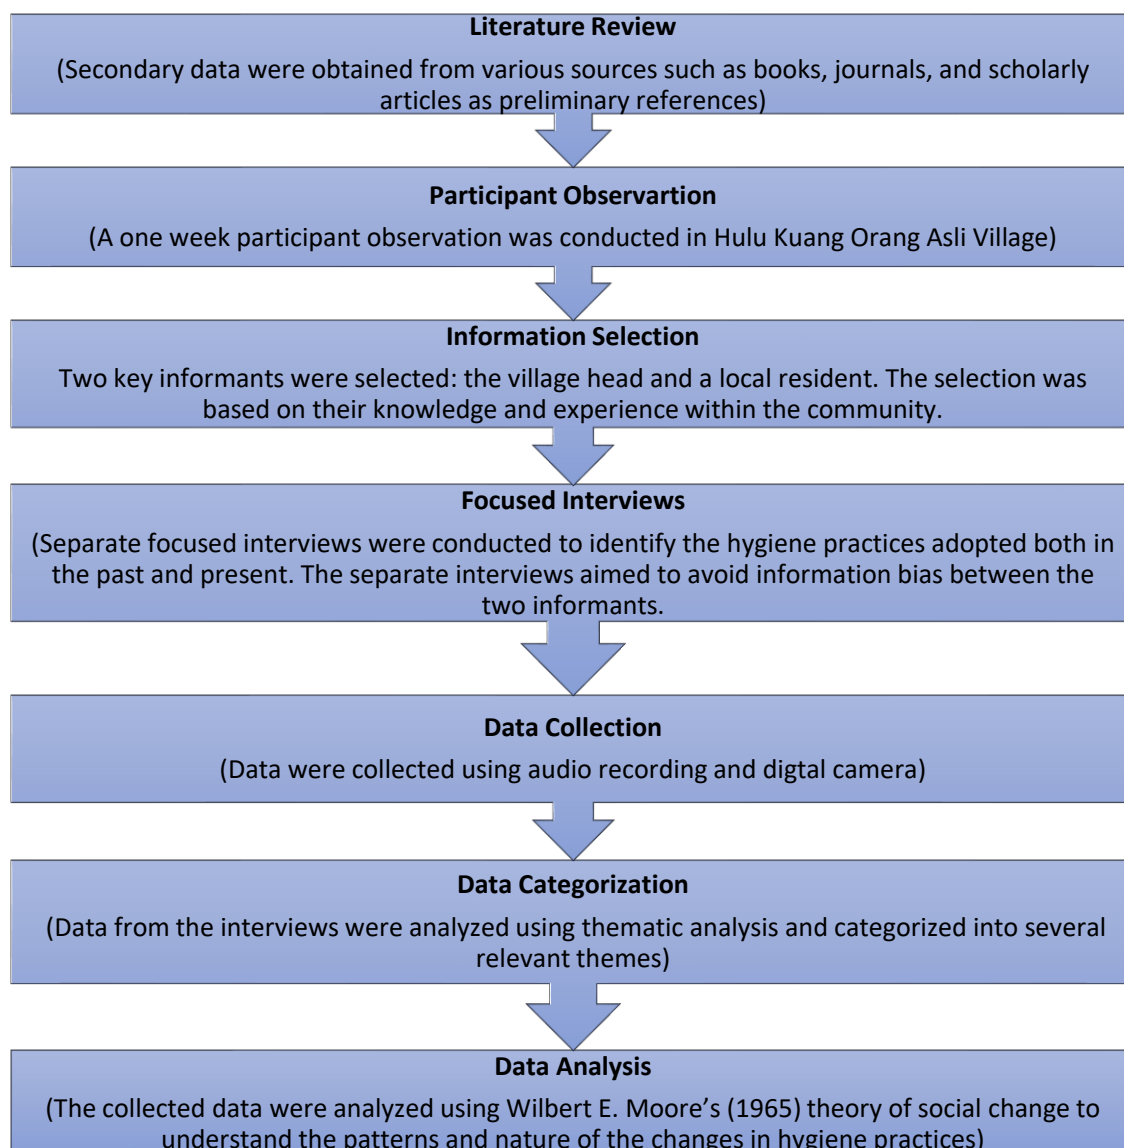 Literature Review
(Secondary data were obtained from various sources such as books, journals, and scholarly
articles as preliminary references)
Participant Observartion
(A one week participant observation was conducted in Hulu Kuang Orang Asli Village)
Information Selection
Two key informants were selected: the village head and a local resident. The selection was
based on their knowledge and experience within the community.
Focused Interviews
(Separate focused interviews were conducted to identify the hygiene practices adopted both in
the past and present. The separate interviews aimed to avoid information bias between the
two informants.
Data Collection
(Data were collected using audio recording and digtal camera)
Data Categorization
(Data from the interviews were analyzed using thematic analysis and categorized into several
relevant themes)
Data Analysis
(The collected data were analyzed using Wilbert E. Moore’s (1965) theory of social change to
understand the patterns and nature of the changes in hygiene practices)